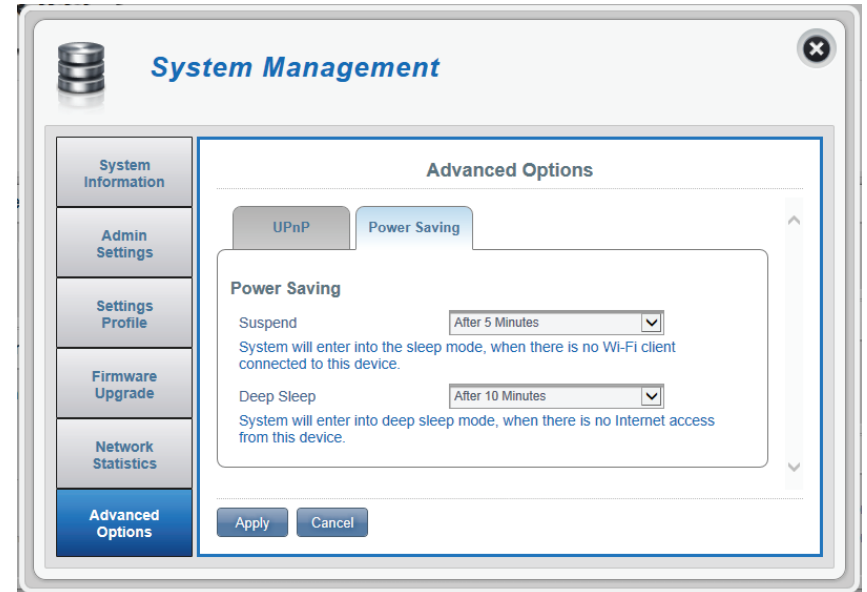 System Management
System
Information
Admin
Settings
Settings
Profile
Firmware
Upgrade
Network
Statistics
Advanced
Options
Advanced Options
UPnP
Power Saving
Power Saving
Suspend
After 5 Minutes
System will enter into the sleep mode, when there is no Wi-Fi client
connected to this device.
Deep Sleep
After 10 Minutes
System will enter into deep sleep mode, when there is no Internet access
from this device.
Apply
Cancel